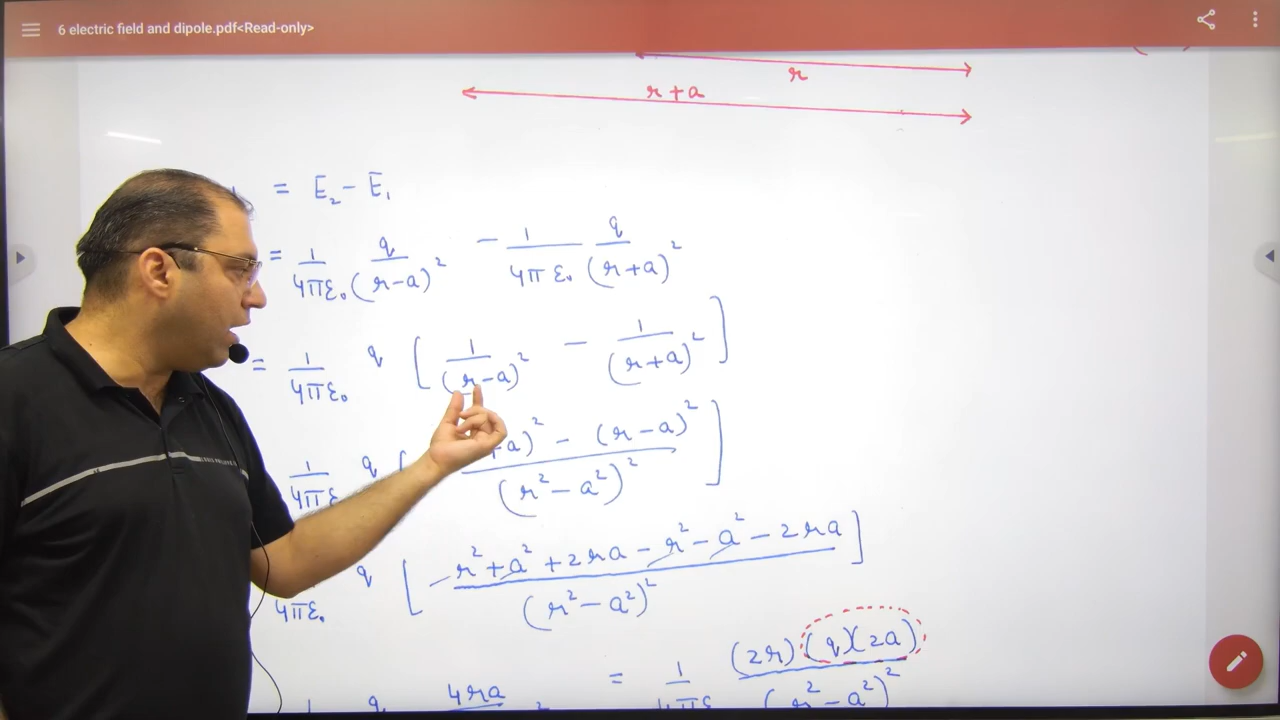 6 electric field and dipole.pdf<Read-only>
r
r+a
= E₂ − E₁
= 1/4πε₀ q/(r−a)² − 1/4πε₀ q/(r+a)²
= 1/4πε₀ q [ 1/(r−a)² − 1/(r+a)² ]
1/4πε q [ +a)² − (r−a)² / (r²−a²)² ]
4πε₀ q [ r²+a²+2ra−r²−a²−2ra / (r²−a²)² ]
q 4ra = 1/4πε (2r)(q)(2a) / (r²−a²)²